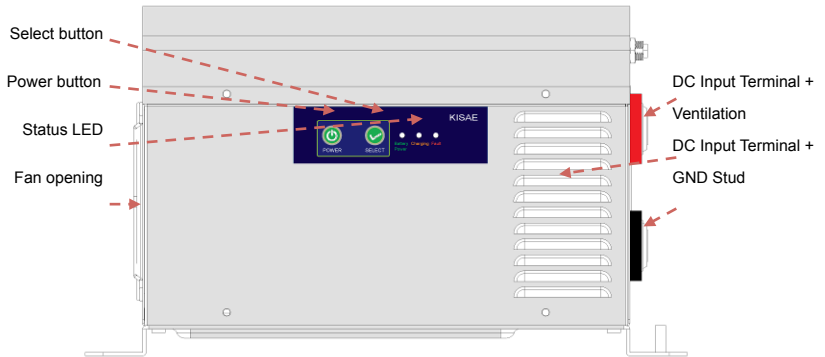 Select button
Power button
Status LED
Fan opening
KISAE
POWER
SELECT
Battery Power
Charging
Fault
DC Input Terminal +
Ventilation
DC Input Terminal +
GND Stud